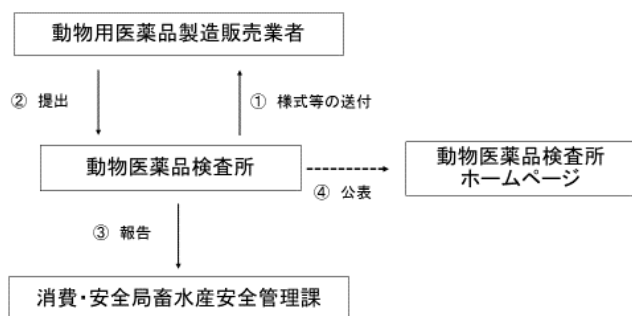 動物用医薬品製造販売業者
② 提出
① 様式等の送付
動物医薬品検査所
動物医薬品検査所
ホームページ
④ 公表
③ 報告
消費・安全局畜水産安全管理課